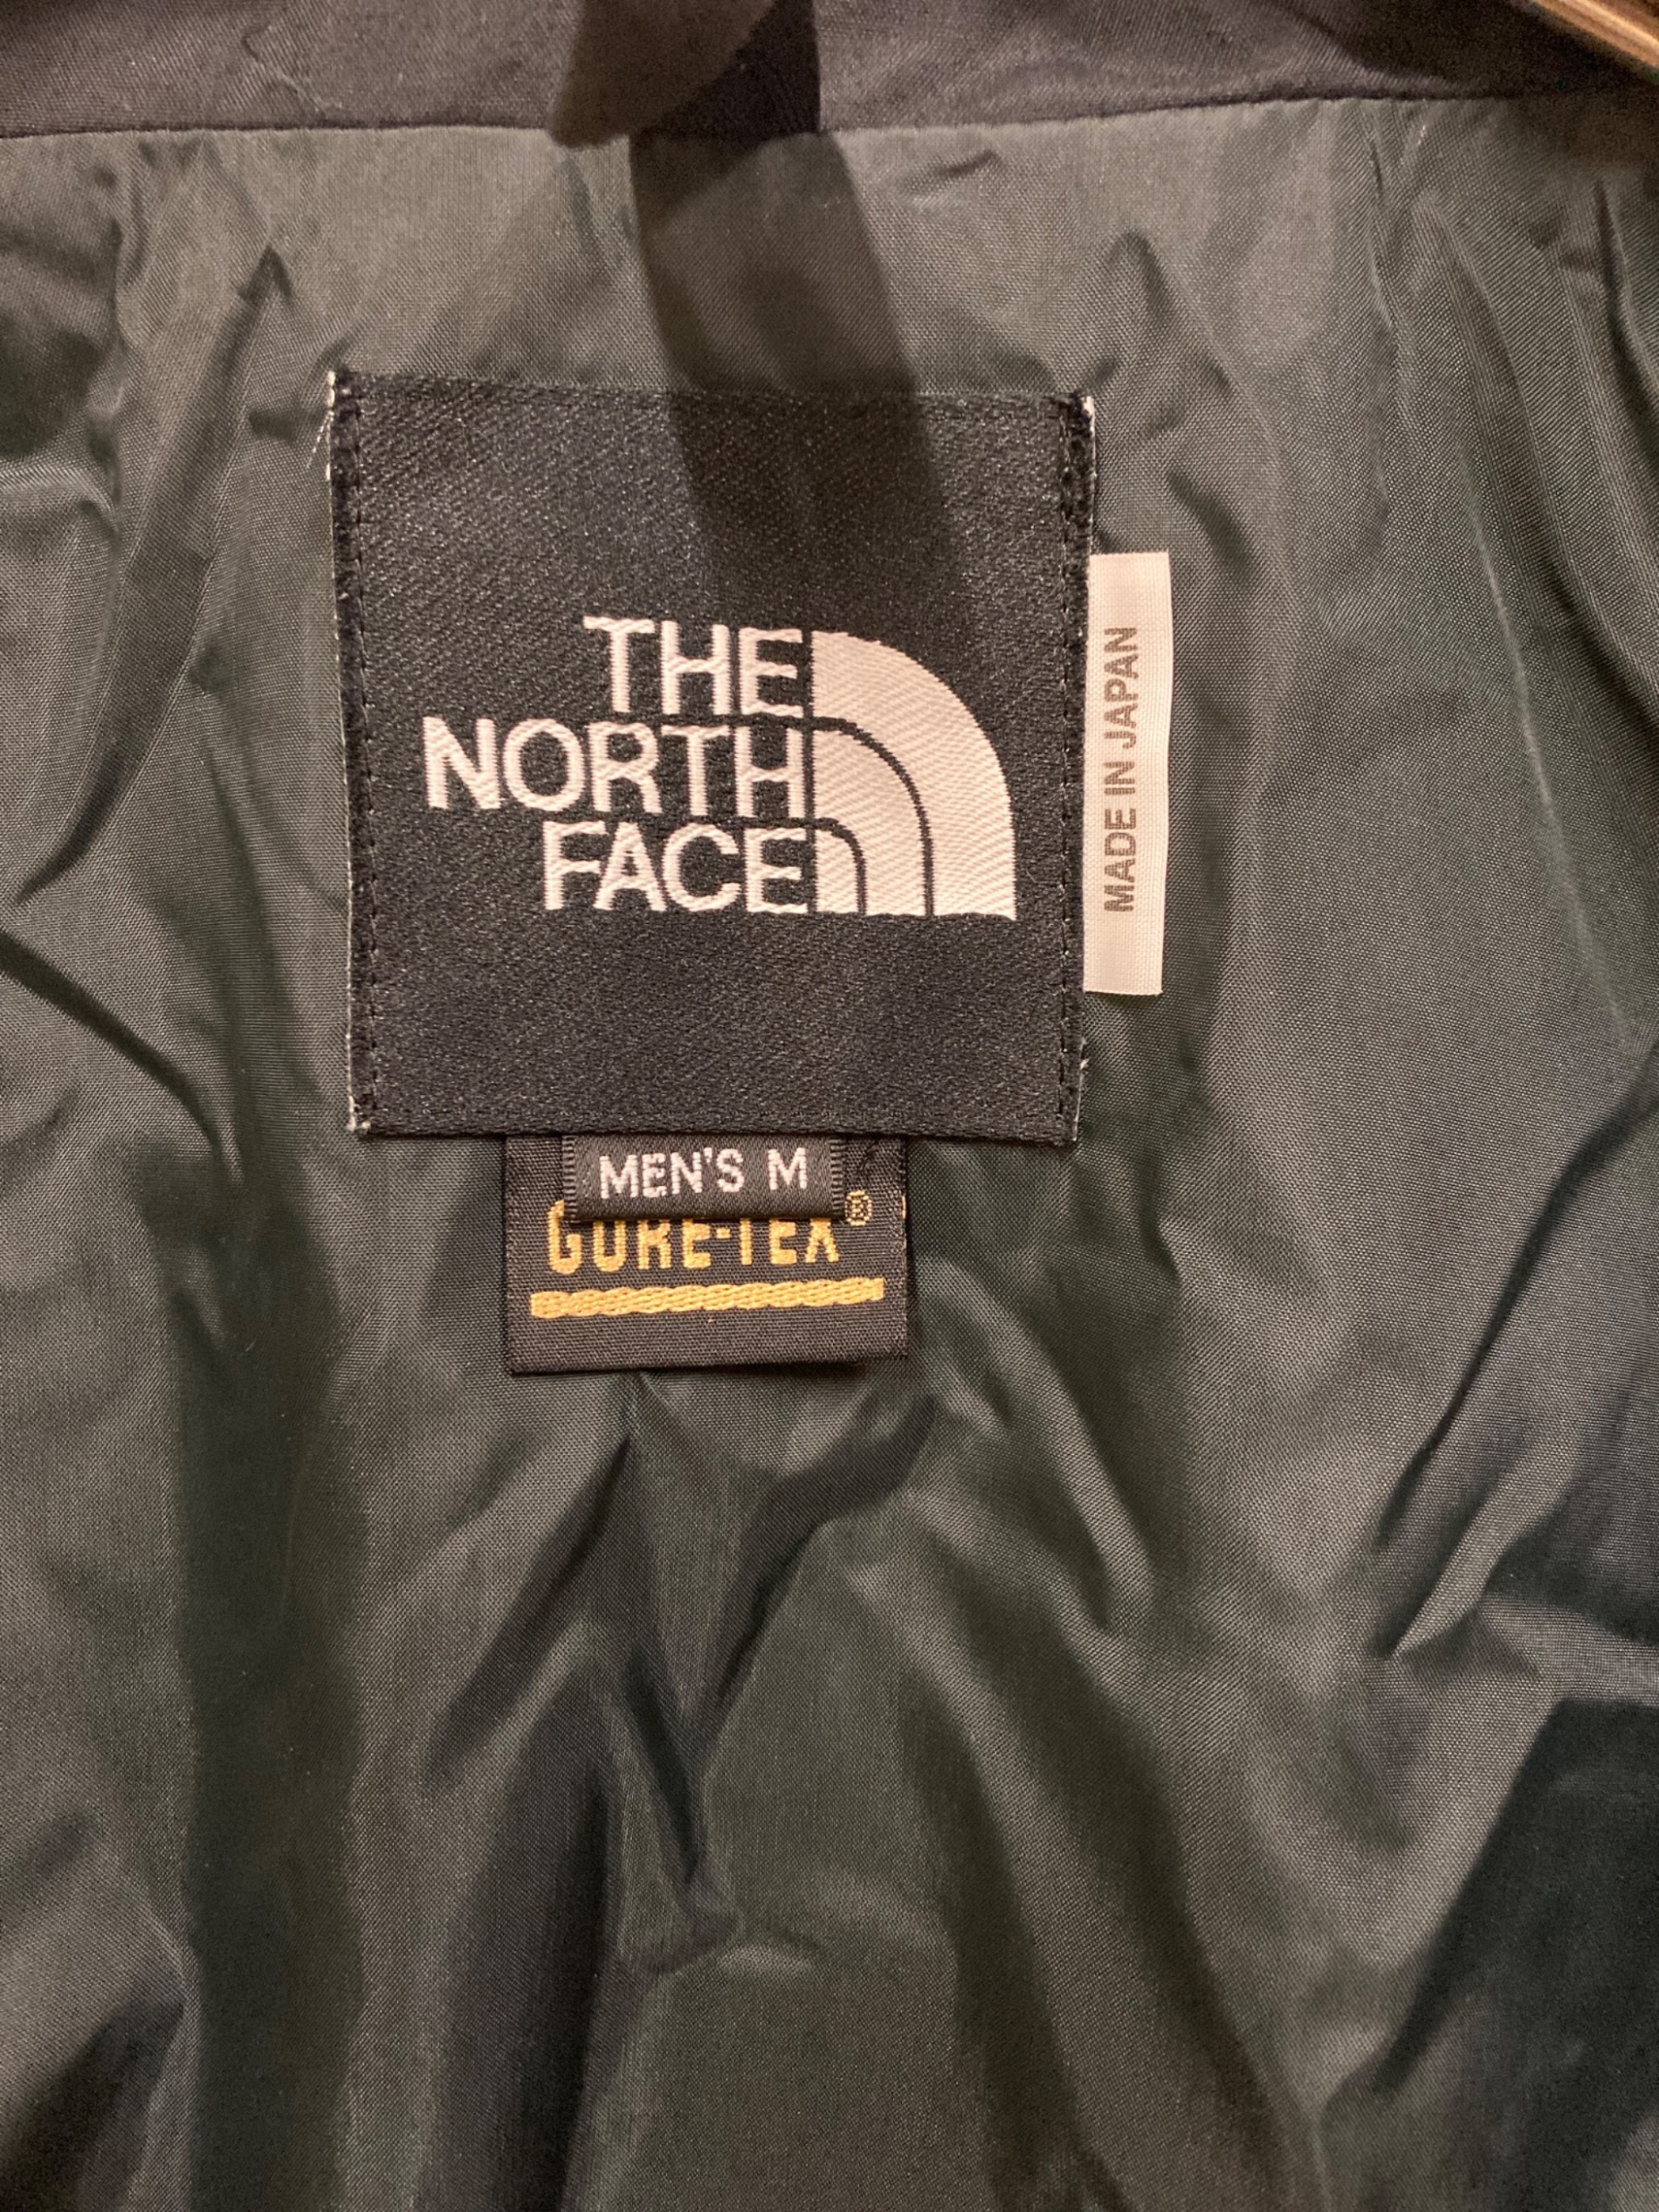 THE
NORTH
FACE
MADE IN JAPAN
MEN'S M
GORE-TEX®